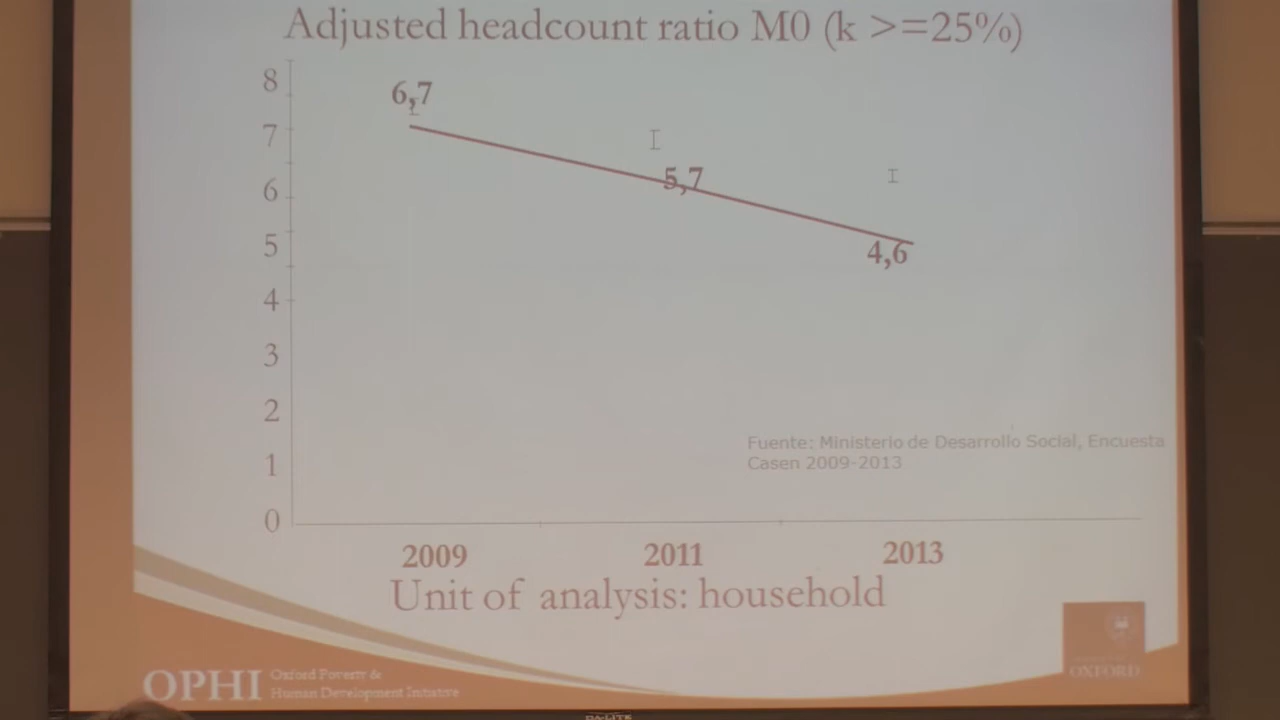 Adjusted headcount ratio M0 (k >=25%)
8
7
6
5
4
3
2
1
0
6,7
5,7
4,6
Fuente: Ministerio de Desarrollo Social, Encuesta
Casen 2009-2013
2009
2011
2013
Unit of analysis: household
OPHI
Oxford Poverty &
Human Development Initiative
OXFORD
DA-LITE